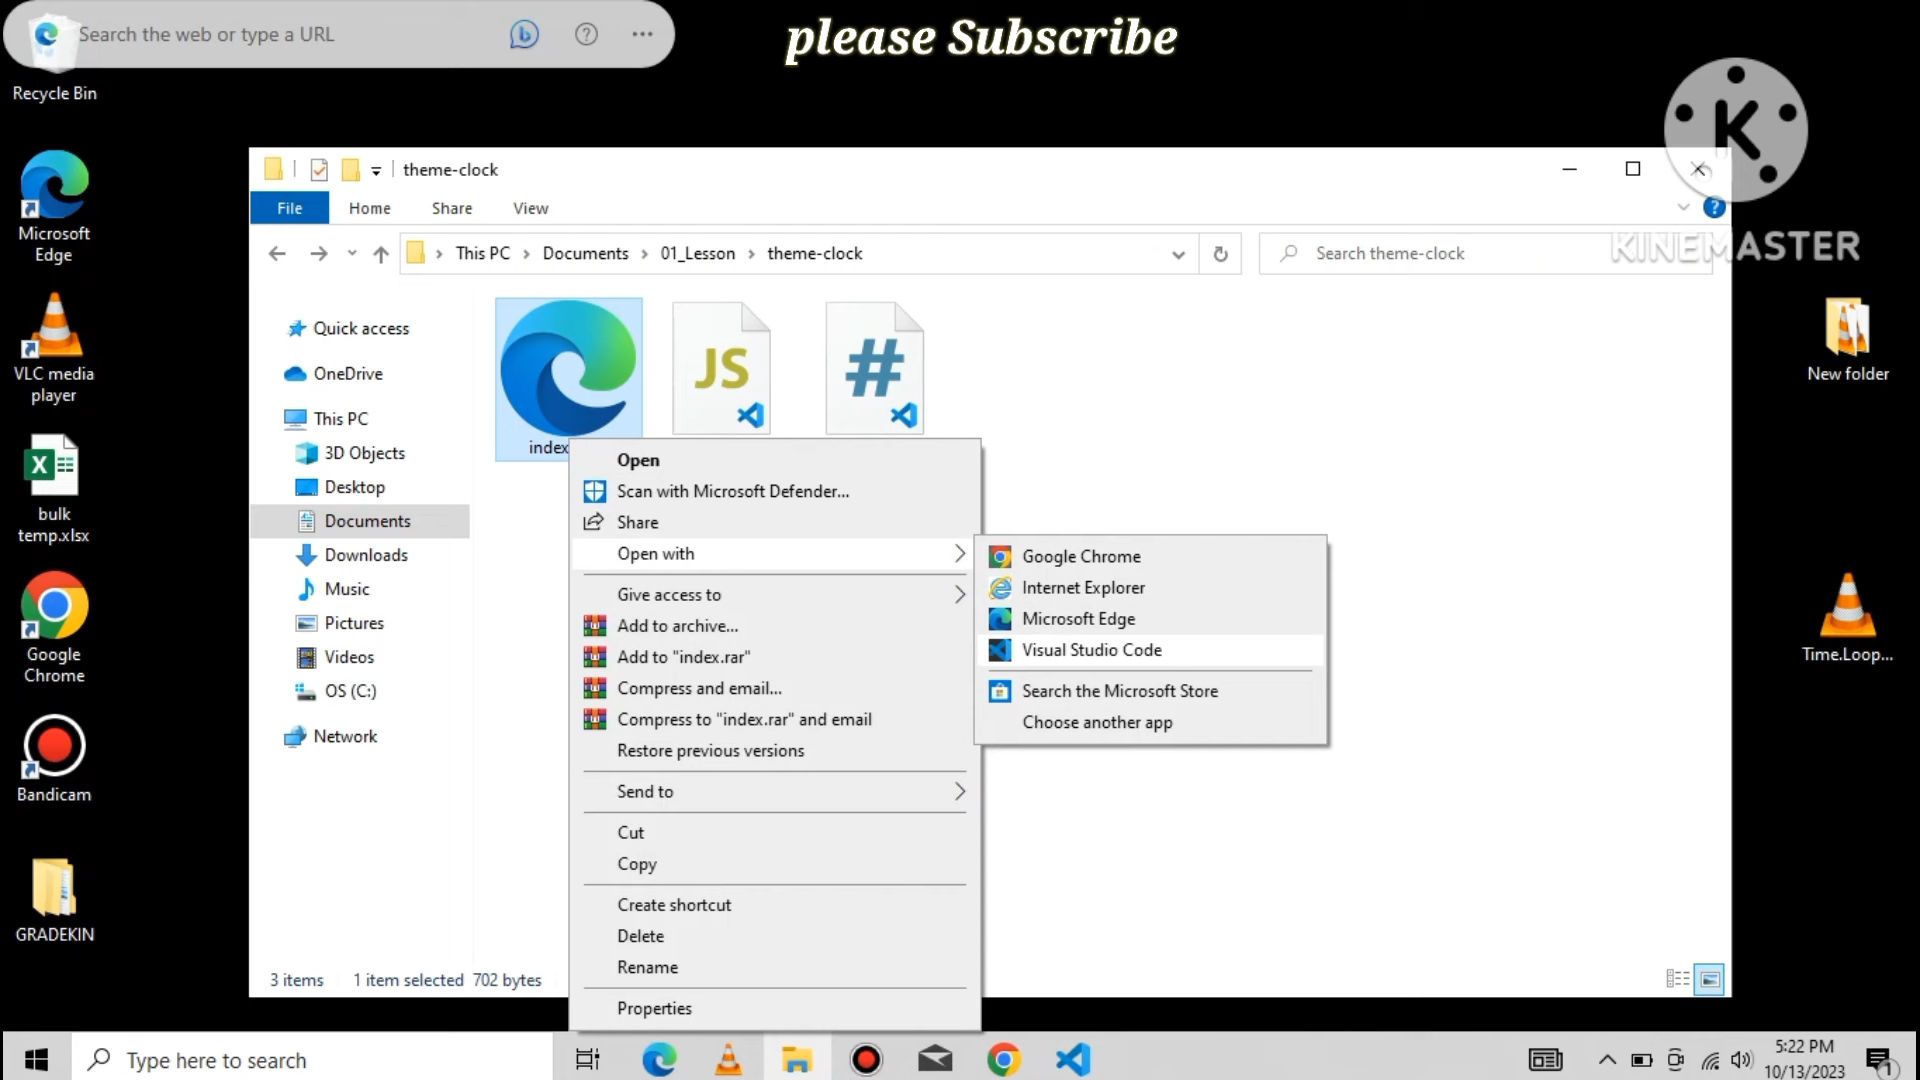 Search the web or type a URL
please Subscribe
Recycle Bin
K
KINEMASTER
Microsoft
Edge
VLC media
player
X
bulk
temp.xlsx
Google
Chrome
Bandicam
GRADEKIN
New folder
Time.Loop...
theme-clock
File
Home
Share
View
This PC
Documents
01_Lesson
theme-clock
Search theme-clock
Quick access
OneDrive
This PC
3D Objects
Desktop
Documents
Downloads
Music
Pictures
Videos
OS (C:)
Network
JS
#
index
Open
Scan with Microsoft Defender...
Share
Open with
Give access to
Add to archive...
Add to "index.rar"
Compress and email...
Compress to "index.rar" and email
Restore previous versions
Send to
Cut
Copy
Create shortcut
Delete
Rename
Properties
Google Chrome
Internet Explorer
Microsoft Edge
Visual Studio Code
Search the Microsoft Store
Choose another app
3 items
1 item selected 702 bytes
Type here to search
5:22 PM
10/13/2023
1